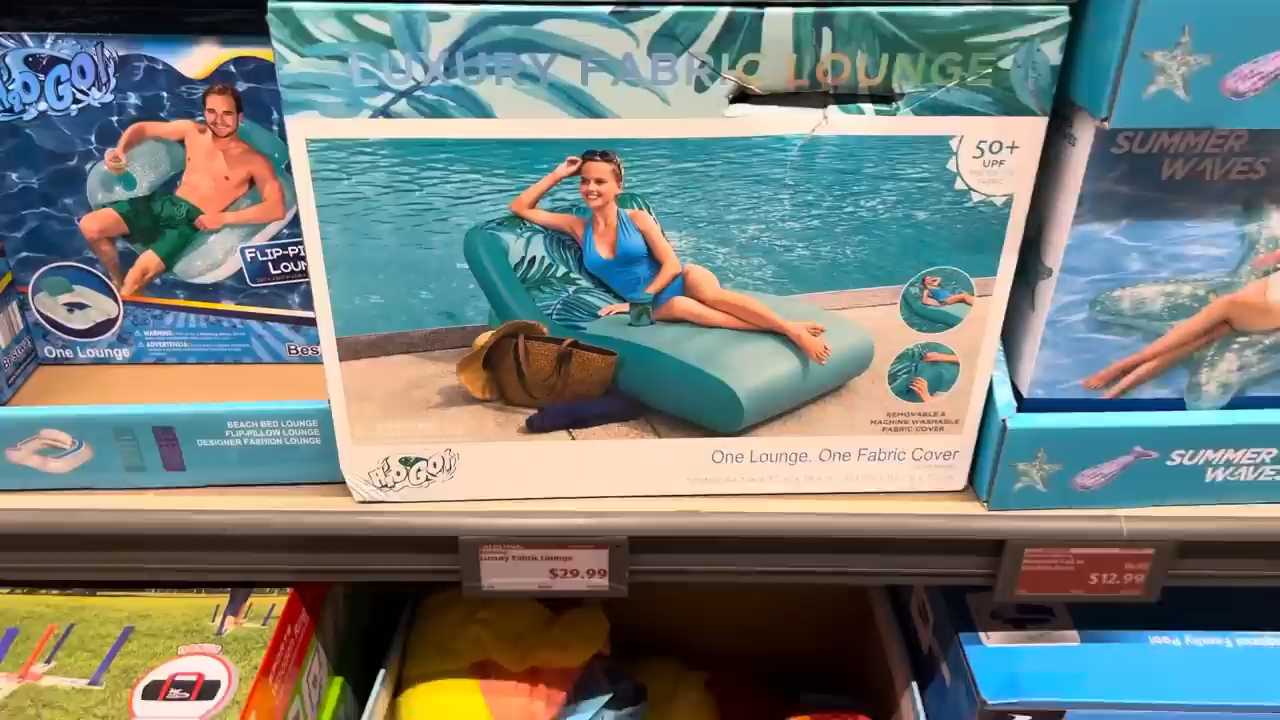 LUXURY FABRIC LOUNGE
50+
UPF
H2OGO!
FLIP-PI
LOUN
One Lounge
WARNING:
ADVERTENCIA:
Bes
BEACH BED LOUNGE
FLIP-PILLOW LOUNGE
DESIGNER FASHION LOUNGE
REMOVABLE &
MACHINE WASHABLE
FABRIC COVER
H2OGO!
One Lounge. One Fabric Cover
SUMMER
WAVES
SUMMER
WAVES
Luxury Fabric Lounge
$29.99
$12.99